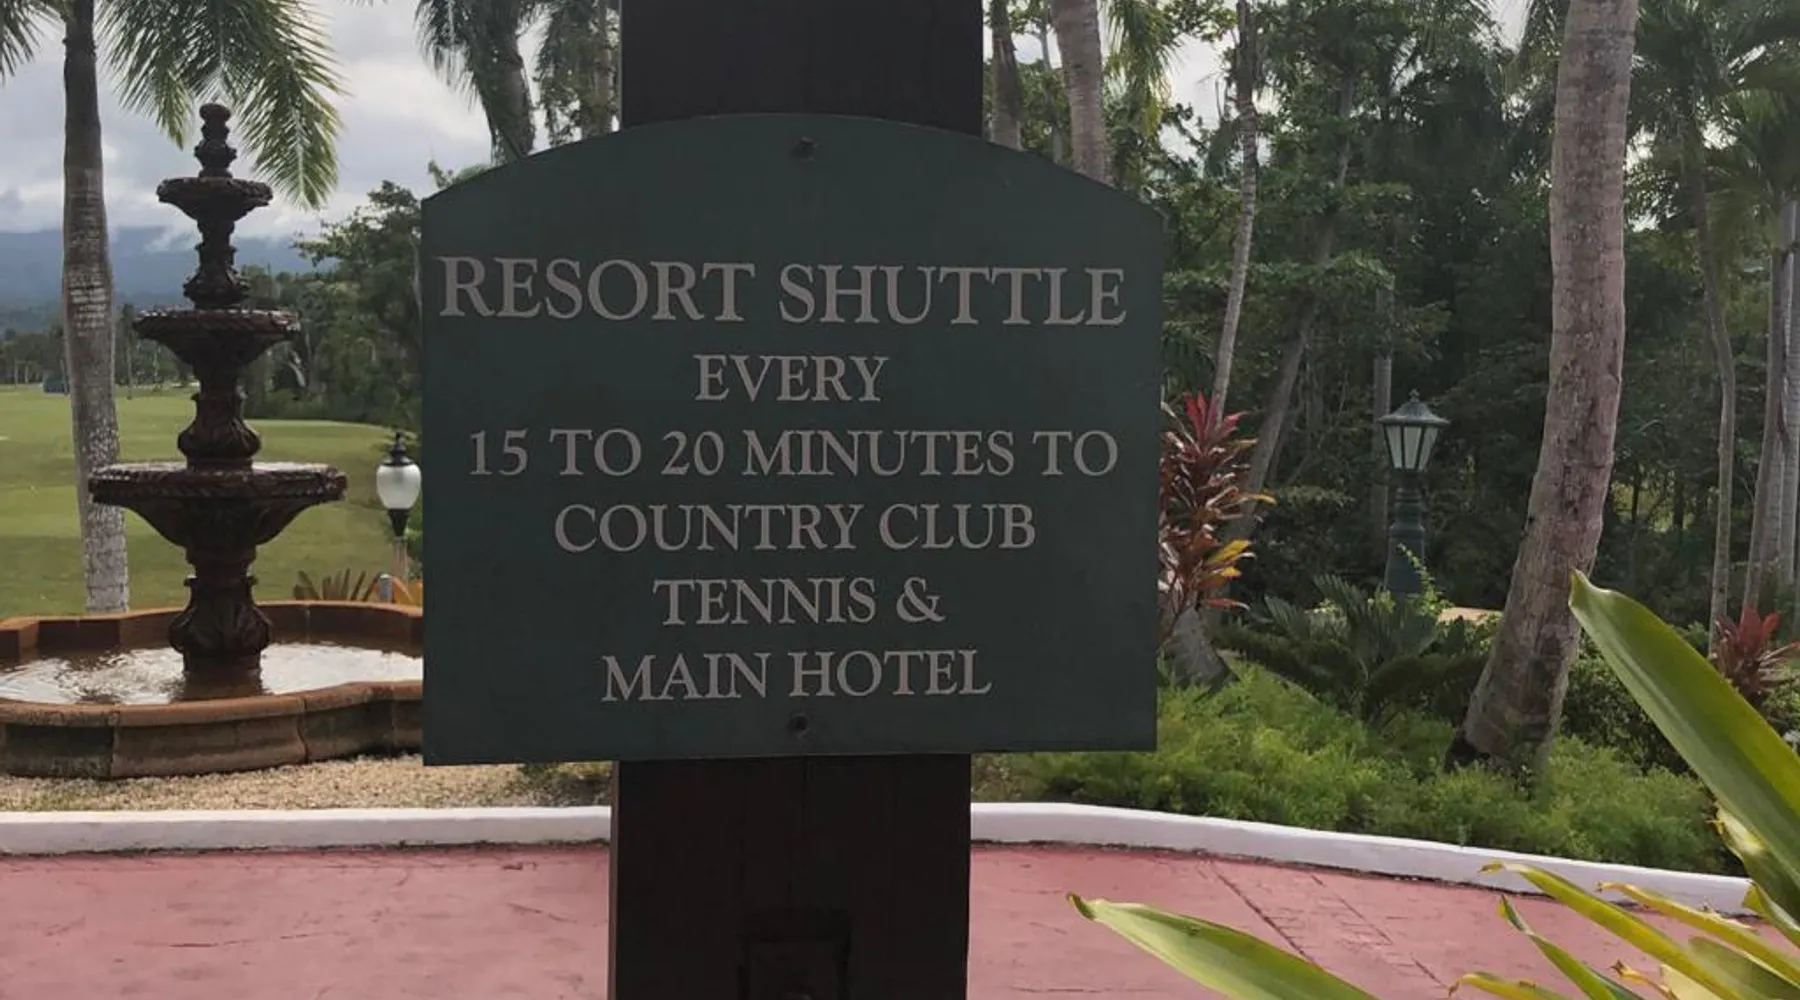 RESORT SHUTTLE
EVERY
15 TO 20 MINUTES TO
COUNTRY CLUB
TENNIS &
MAIN HOTEL